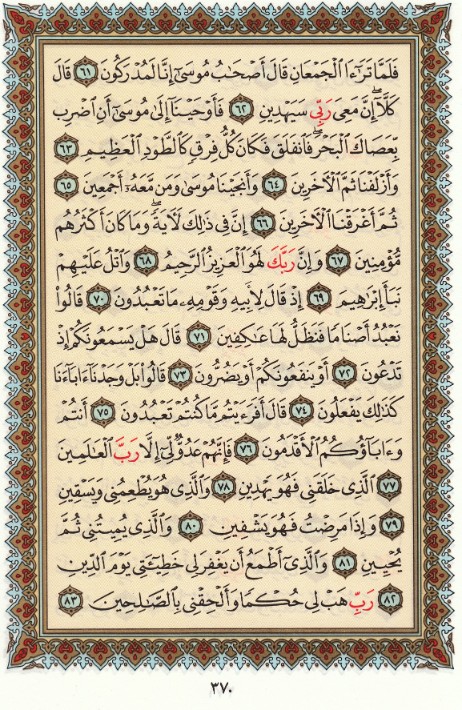 فَلَمَّا تَرَٰٓءَا ٱلْجَمْعَانِ قَالَ أَصْحَٰبُ مُوسَىٰٓ إِنَّا لَمُدْرَكُونَ ٦١ قَالَ
كَلَّآ ۖ إِنَّ مَعِىَ رَبِّى سَيَهْدِينِ ٦٢ فَأَوْحَيْنَآ إِلَىٰ مُوسَىٰٓ أَنِ ٱضْرِب
بِّعَصَاكَ ٱلْبَحْرَ ۖ فَٱنفَلَقَ فَكَانَ كُلُّ فِرْقٍ كَٱلطَّوْدِ ٱلْعَظِيمِ ٦٣
وَأَزْلَفْنَا ثَمَّ ٱلْءَاخَرِينَ ٦٤ وَأَنجَيْنَا مُوسَىٰ وَمَن مَّعَهُۥٓ أَجْمَعِينَ ٦٥
ثُمَّ أَغْرَقْنَا ٱلْءَاخَرِينَ ٦٦ إِنَّ فِى ذَٰلِكَ لَءَايَةً ۖ وَمَا كَانَ أَكْثَرُهُم
مُّؤْمِنِينَ ٦٧ وَإِنَّ رَبَّكَ لَهُوَ ٱلْعَزِيزُ ٱلرَّحِيمُ ٦٨ وَٱتْلُ عَلَيْهِمْ
نَبَأَ إِبْرَٰهِيمَ ٦٩ إِذْ قَالَ لِأَبِيهِ وَقَوْمِهِۦ مَا تَعْبُدُونَ ٧٠ قَالُوا۟
نَعْبُدُ أَصْنَامًا فَنَظَلُّ لَهَا عَٰكِفِينَ ٧١ قَالَ هَلْ يَسْمَعُونَكُمْ إِذْ
تَدْعُونَ ٧٢ أَوْ يَنفَعُونَكُمْ أَوْ يَضُرُّونَ ٧٣ قَالُوا۟ بَلْ وَجَدْنَآ ءَابَآءَنَا
كَذَٰلِكَ يَفْعَلُونَ ٧٤ قَالَ أَفَرَءَيْتُم مَّا كُنتُمْ تَعْبُدُونَ ٧٥ أَنتُمْ
وَءَابَآؤُكُمُ ٱلْأَقْدَمُونَ ٧٦ فَإِنَّهُمْ عَدُوٌّ لِّىٓ إِلَّا رَبَّ ٱلْعَٰلَمِينَ
٧٧ ٱلَّذِى خَلَقَنِى فَهُوَ يَهْدِينِ ٧٨ وَٱلَّذِى هُوَ يُطْعِمُنِى وَيَسْقِينِ
٧٩ وَإِذَا مَرِضْتُ فَهُوَ يَشْفِينِ ٨٠ وَٱلَّذِى يُمِيتُنِى ثُمَّ
يُحْيِينِ ٨١ وَٱلَّذِىٓ أَطْمَعُ أَن يَغْفِرَ لِى خَطِيٓـَٔتِى يَوْمَ ٱلدِّينِ
٨٢ رَبِّ هَبْ لِى حُكْمًا وَأَلْحِقْنِى بِٱلصَّٰلِحِينَ ٨٣
٣٧٠